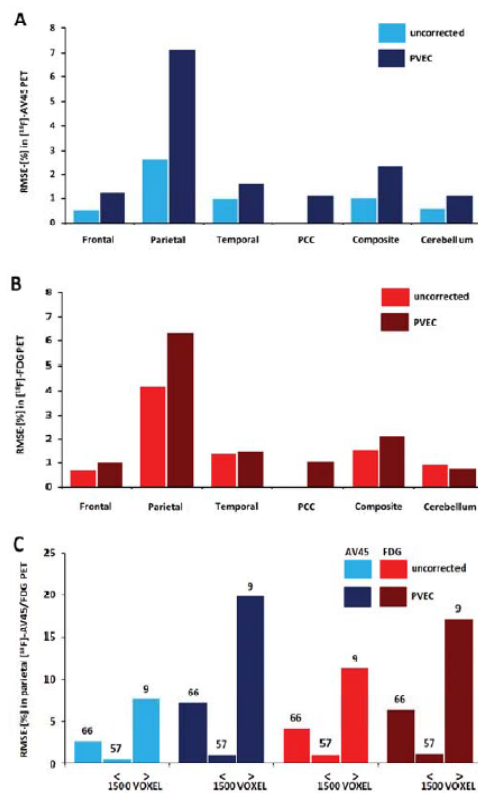 A
RMSE-[%] in [¹⁸F]-AV45 PET
8
7
6
5
4
3
2
1
0
uncorrected
PVEC
Frontal Parietal Temporal PCC Composite Cerebellum
B
RMSE-[%] in [¹⁸F]-FDG PET
8
7
6
5
4
3
2
1
0
uncorrected
PVEC
Frontal Parietal Temporal PCC Composite Cerebellum
C
RMSE-[%] in parietal [¹⁸F]-AV45/FDG PET
25
20
15
10
5
0
AV45 FDG
uncorrected
PVEC
66 57 9 66 57 9 66 57 9 66 57 9
< > < > < > < >
1500 VOXEL 1500 VOXEL 1500 VOXEL 1500 VOXEL